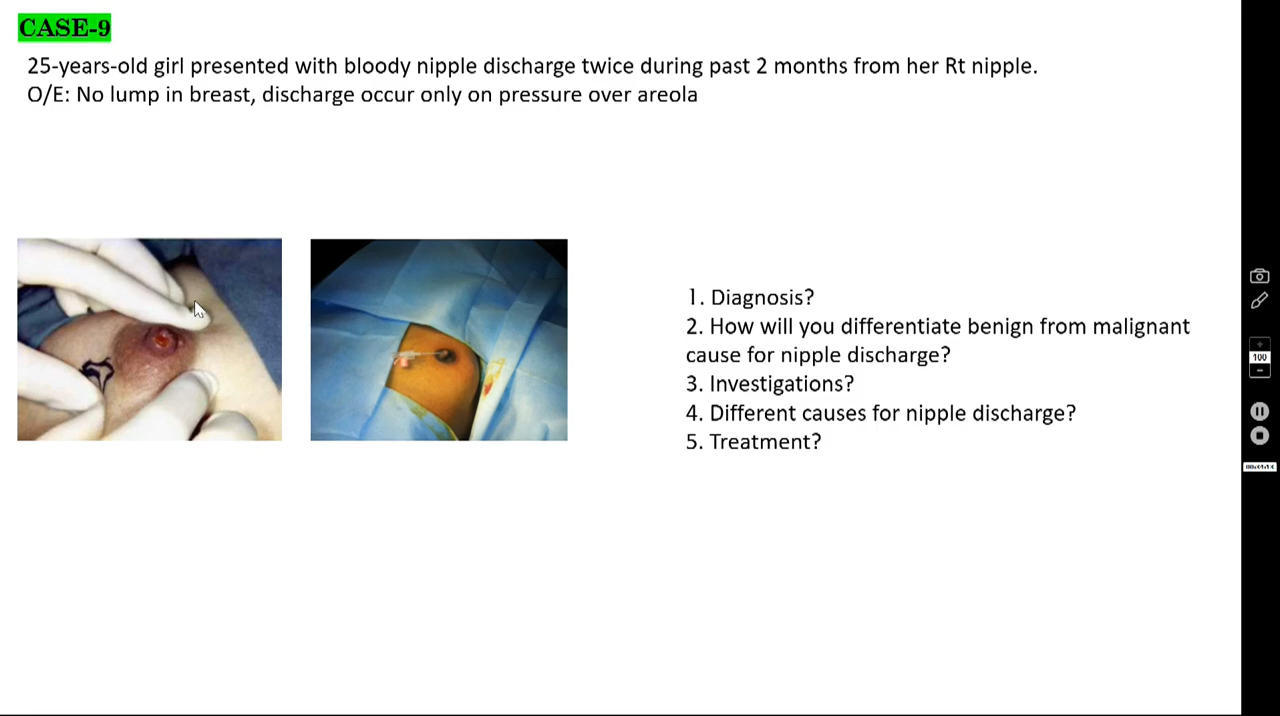 CASE-9
25-years-old girl presented with bloody nipple discharge twice during past 2 months from her Rt nipple.
O/E: No lump in breast, discharge occur only on pressure over areola
1. Diagnosis?
2. How will you differentiate benign from malignant
cause for nipple discharge?
3. Investigations?
4. Different causes for nipple discharge?
5. Treatment?
100